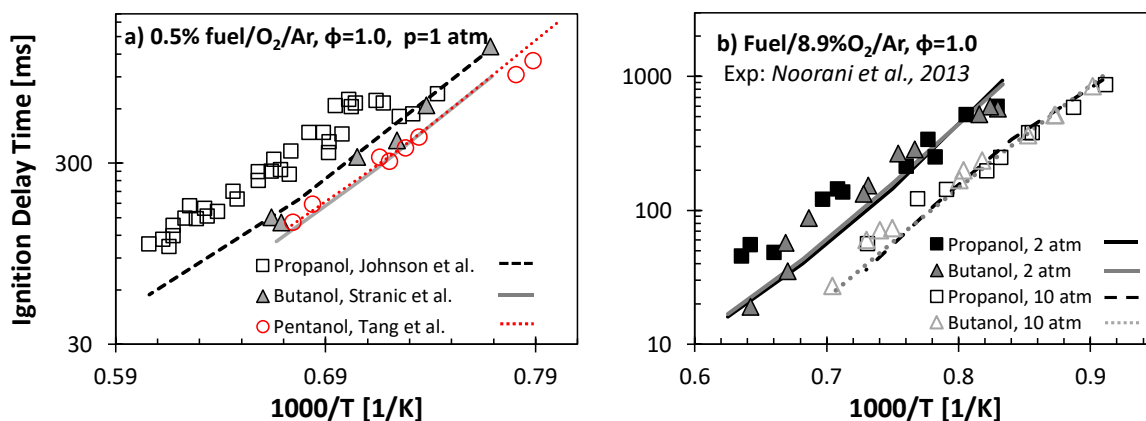 Ignition Delay Time [ms]
a) 0.5% fuel/O2/Ar, ϕ=1.0, p=1 atm
300
30
Propanol, Johnson et al.
Butanol, Stranic et al.
Pentanol, Tang et al.
0.59 0.69 0.79
1000/T [1/K]
b) Fuel/8.9%O2/Ar, ϕ=1.0
Exp: Noorani et al., 2013
1000
100
10
Propanol, 2 atm
Butanol, 2 atm
Propanol, 10 atm
Butanol, 10 atm
0.6 0.7 0.8 0.9
1000/T [1/K]